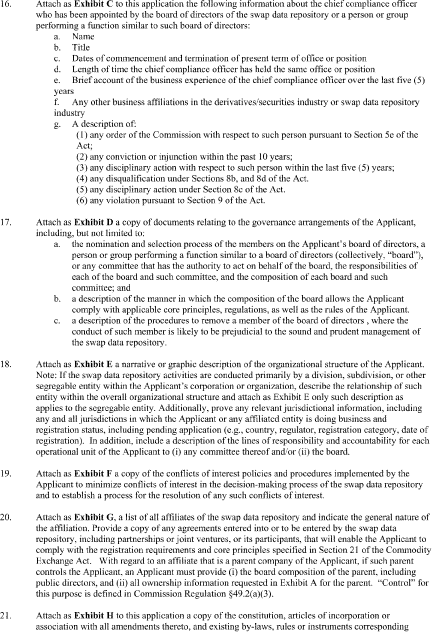 16. Attach as Exhibit C to this application the following information about the chief compliance officer
who has been appointed by the board of directors of the swap data repository or a person or group
performing a function similar to such board of directors:
a. Name
b. Title
c. Dates of commencement and termination of present term of office or position
d. Length of time the chief compliance officer has held the same office or position
e. Brief account of the business experience of the chief compliance officer over the last five (5)
years
f. Any other business affiliations in the derivatives/securities industry or swap data repository
industry
g. A description of:
(1) any order of the Commission with respect to such person pursuant to Section 5e of the
Act;
(2) any conviction or injunction within the past 10 years;
(3) any disciplinary action with respect to such person within the last five (5) years;
(4) any disqualification under Sections 8b, and 8d of the Act.
(5) any disciplinary action under Section 8c of the Act.
(6) any violation pursuant to Section 9 of the Act.
17. Attach as Exhibit D a copy of documents relating to the governance arrangements of the Applicant,
including, but not limited to:
a. the nomination and selection process of the members on the Applicant's board of directors, a
person or group performing a function similar to a board of directors (collectively, "board"),
or any committee that has the authority to act on behalf of the board, the responsibilities of
each of the board and such committee, and the composition of each board and such
committee; and
b. a description of the manner in which the composition of the board allows the Applicant
comply with applicable core principles, regulations, as well as the rules of the Applicant.
c. a description of the procedures to remove a member of the board of directors , where the
conduct of such member is likely to be prejudicial to the sound and prudent management of
the swap data repository.
18. Attach as Exhibit E a narrative or graphic description of the organizational structure of the Applicant.
Note: If the swap data repository activities are conducted primarily by a division, subdivision, or other
segregable entity within the Applicant's corporation or organization, describe the relationship of such
entity within the overall organizational structure and attach as Exhibit E only such description as
applies to the segregable entity. Additionally, prove any relevant jurisdictional information, including
any and all jurisdictions in which the Applicant or any affiliated entity is doing business and
registration status, including pending application (e.g., country, regulator, registration category, date of
registration). In addition, include a description of the lines of responsibility and accountability for each
operational unit of the Applicant to (i) any committee thereof and/or (ii) the board.
19. Attach as Exhibit F a copy of the conflicts of interest policies and procedures implemented by the
Applicant to minimize conflicts of interest in the decision-making process of the swap data repository
and to establish a process for the resolution of any such conflicts of interest.
20. Attach as Exhibit G, a list of all affiliates of the swap data repository and indicate the general nature of
the affiliation. Provide a copy of any agreements entered into or to be entered by the swap data
repository, including partnerships or joint ventures, or its participants, that will enable the Applicant to
comply with the registration requirements and core principles specified in Section 21 of the Commodity
Exchange Act. With regard to an affiliate that is a parent company of the Applicant, if such parent
controls the Applicant, an Applicant must provide (i) the board composition of the parent, including
public directors, and (ii) all ownership information requested in Exhibit A for the parent. "Control" for
this purpose is defined in Commission Regulation §49.2(a)(3).
21. Attach as Exhibit H to this application a copy of the constitution, articles of incorporation or
association with all amendments thereto, and existing by-laws, rules or instruments corresponding